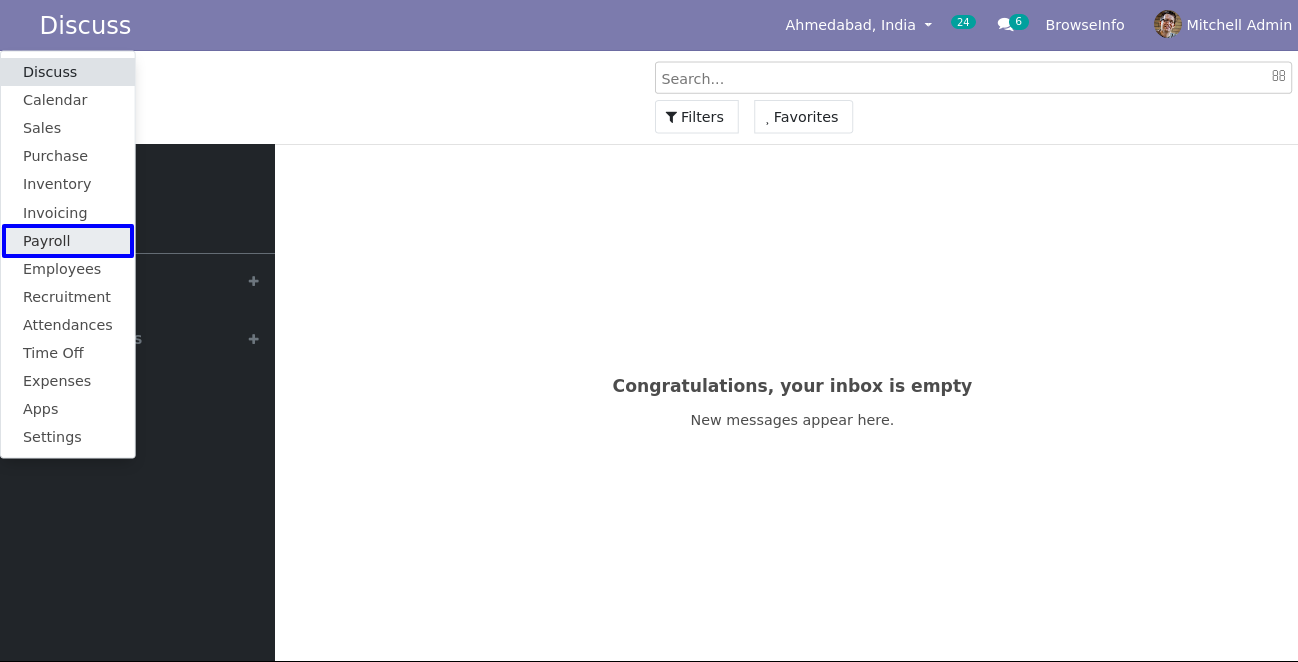 Discuss
Ahmedabad, India
24
6
BrowseInfo
Mitchell Admin
Discuss
Calendar
Sales
Purchase
Inventory
Invoicing
Payroll
Employees
Recruitment
Attendances
Time Off
Expenses
Apps
Settings
Search...
Filters
Favorites
s
Congratulations, your inbox is empty
New messages appear here.